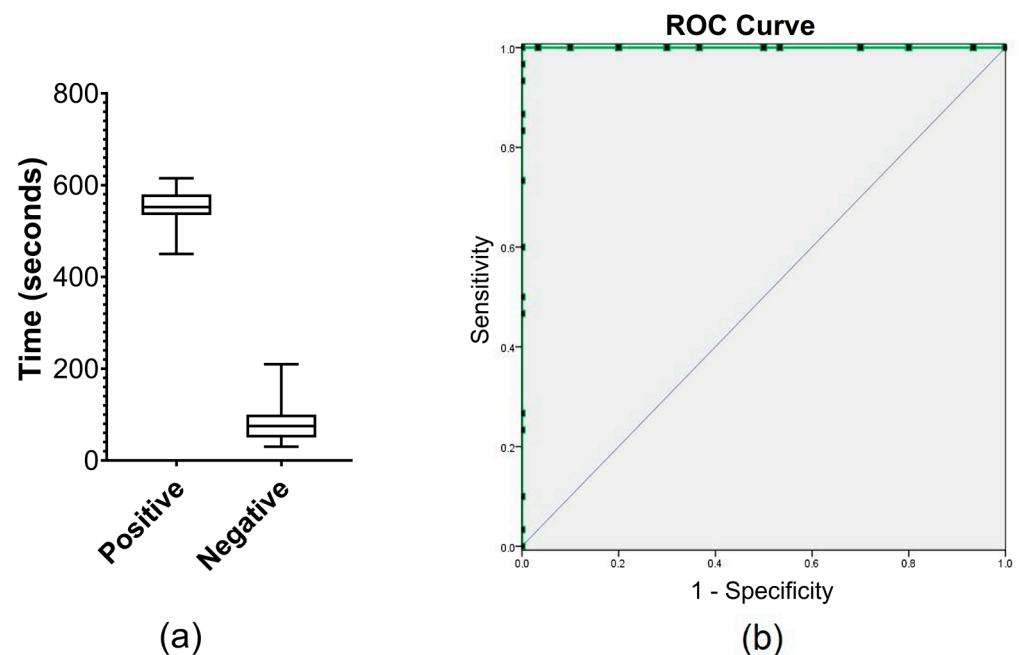 800
600
400
200
0
Time (seconds)
Positive
Negative
(a)
ROC Curve
1.0
0.8
0.6
0.4
0.2
0.0
Sensitivity
0.0 0.2 0.4 0.6 0.8 1.0
1 - Specificity
(b)